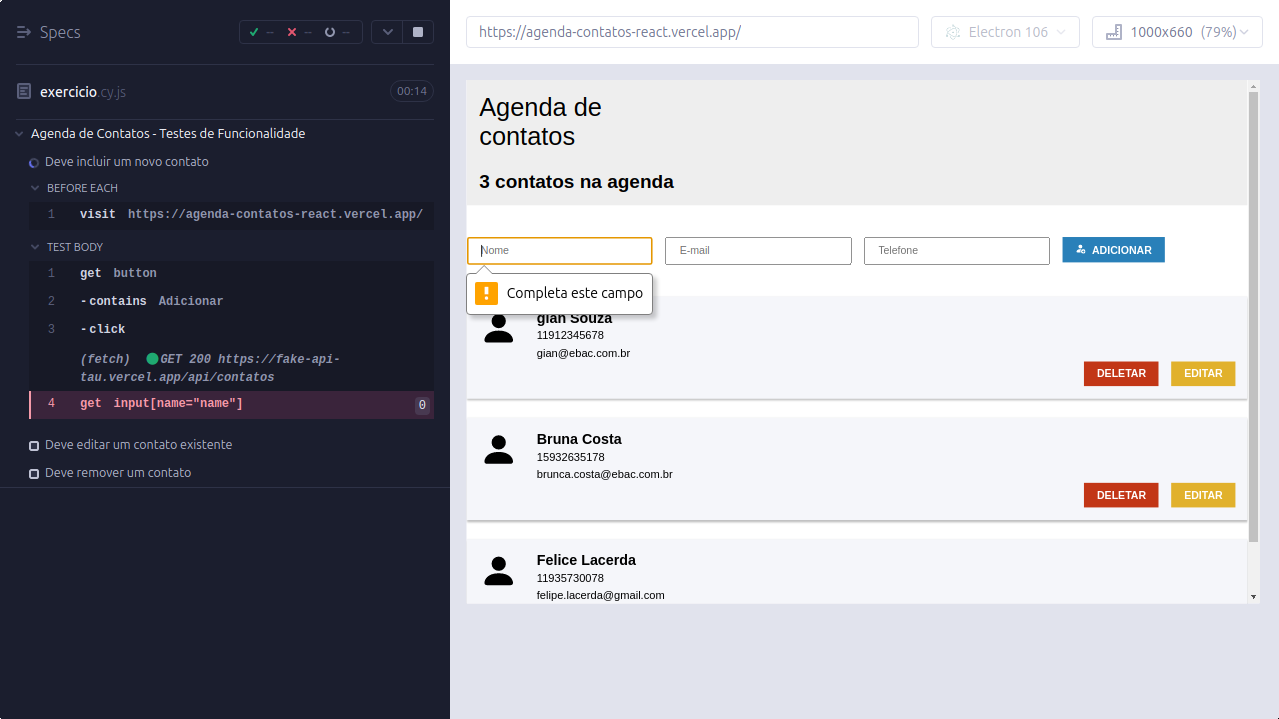 Specs
-- -- --
exercicio.cy.js
00:14
Agenda de Contatos - Testes de Funcionalidade
Deve incluir um novo contato
BEFORE EACH
1 visit https://agenda-contatos-react.vercel.app/
TEST BODY
1 get button
2 -contains Adicionar
3 -click
(fetch) GET 200 https://fake-api-
tau.vercel.app/api/contatos
4 get input[name="name"] 0
Deve editar um contato existente
Deve remover um contato
https://agenda-contatos-react.vercel.app/
Electron 106
1000x660 (79%)
Agenda de
contatos
3 contatos na agenda
Nome
E-mail
Telefone
ADICIONAR
Completa este campo
gian Souza
11912345678
gian@ebac.com.br
DELETAR
EDITAR
Bruna Costa
15932635178
brunca.costa@ebac.com.br
DELETAR
EDITAR
Felice Lacerda
11935730078
felipe.lacerda@gmail.com